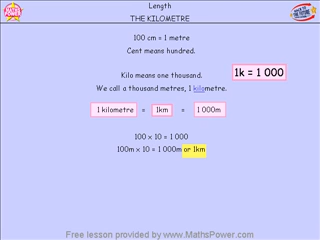 Length
THE KILOMETRE
100 cm = 1 metre
Cent means hundred.
Kilo means one thousand.
1k = 1 000
We call a thousand metres, 1 kilometre.
1 kilometre = 1km = 1 000m
100 x 10 = 1 000
100m x 10 = 1 000m or 1km
Free lesson provided by www.MathsPower.com